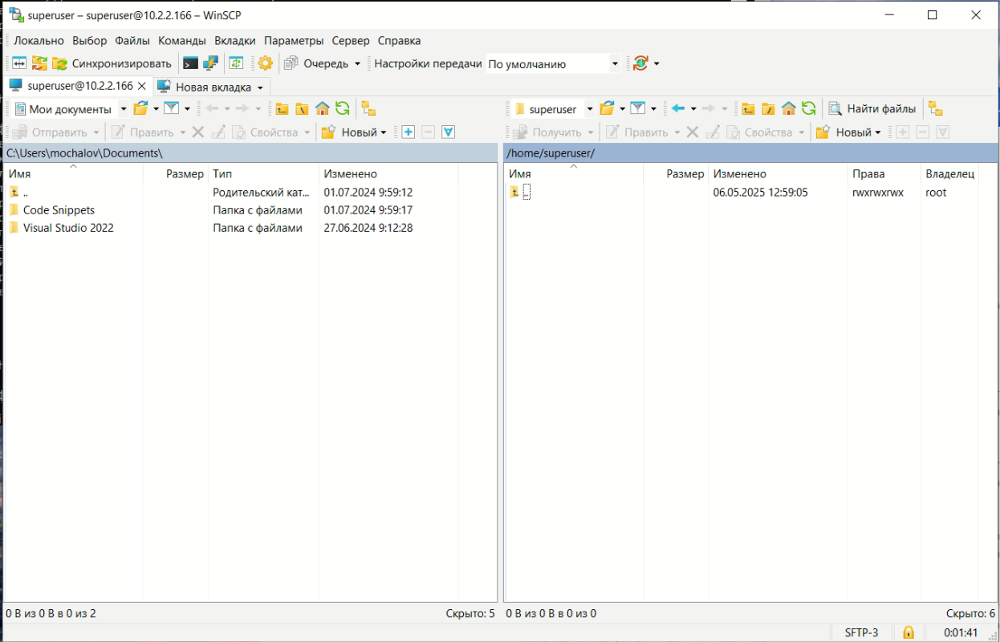 superuser – superuser@10.2.2.166 – WinSCP
Локально Выбор Файлы Команды Вкладки Параметры Сервер Справка
Синхронизировать Очередь Настройки передачи По умолчанию
superuser@10.2.2.166 Новая вкладка
Мои документы superuser Найти файлы
Отправить Править Свойства Новый Получить Править Свойства Новый
C:\Users\mochalov\Documents\ /home/superuser/
Имя Размер Тип Изменено Имя Размер Изменено Права Владелец
.. Родительский кат... 01.07.2024 9:59:12 .. 06.05.2025 12:59:05 rwxrwxrwx root
Code Snippets Папка с файлами 01.07.2024 9:59:17
Visual Studio 2022 Папка с файлами 27.06.2024 9:12:28
0 B из 0 B в 0 из 2 Скрыто: 5 0 B из 0 B в 0 из 0 Скрыто: 6
SFTP-3 0:01:41